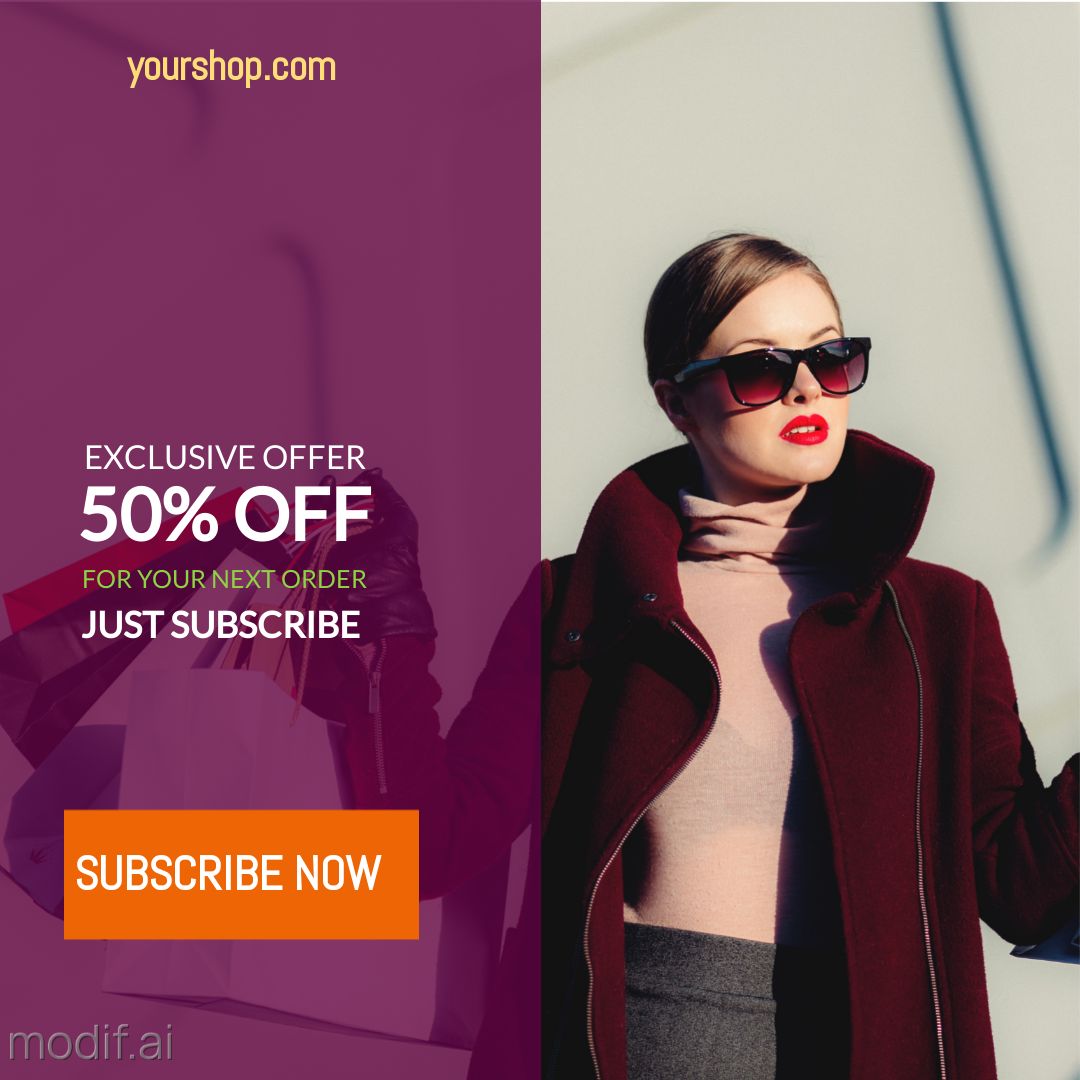 yourshop.com
EXCLUSIVE OFFER
50% OFF
FOR YOUR NEXT ORDER
JUST SUBSCRIBE
SUBSCRIBE NOW
modif.ai